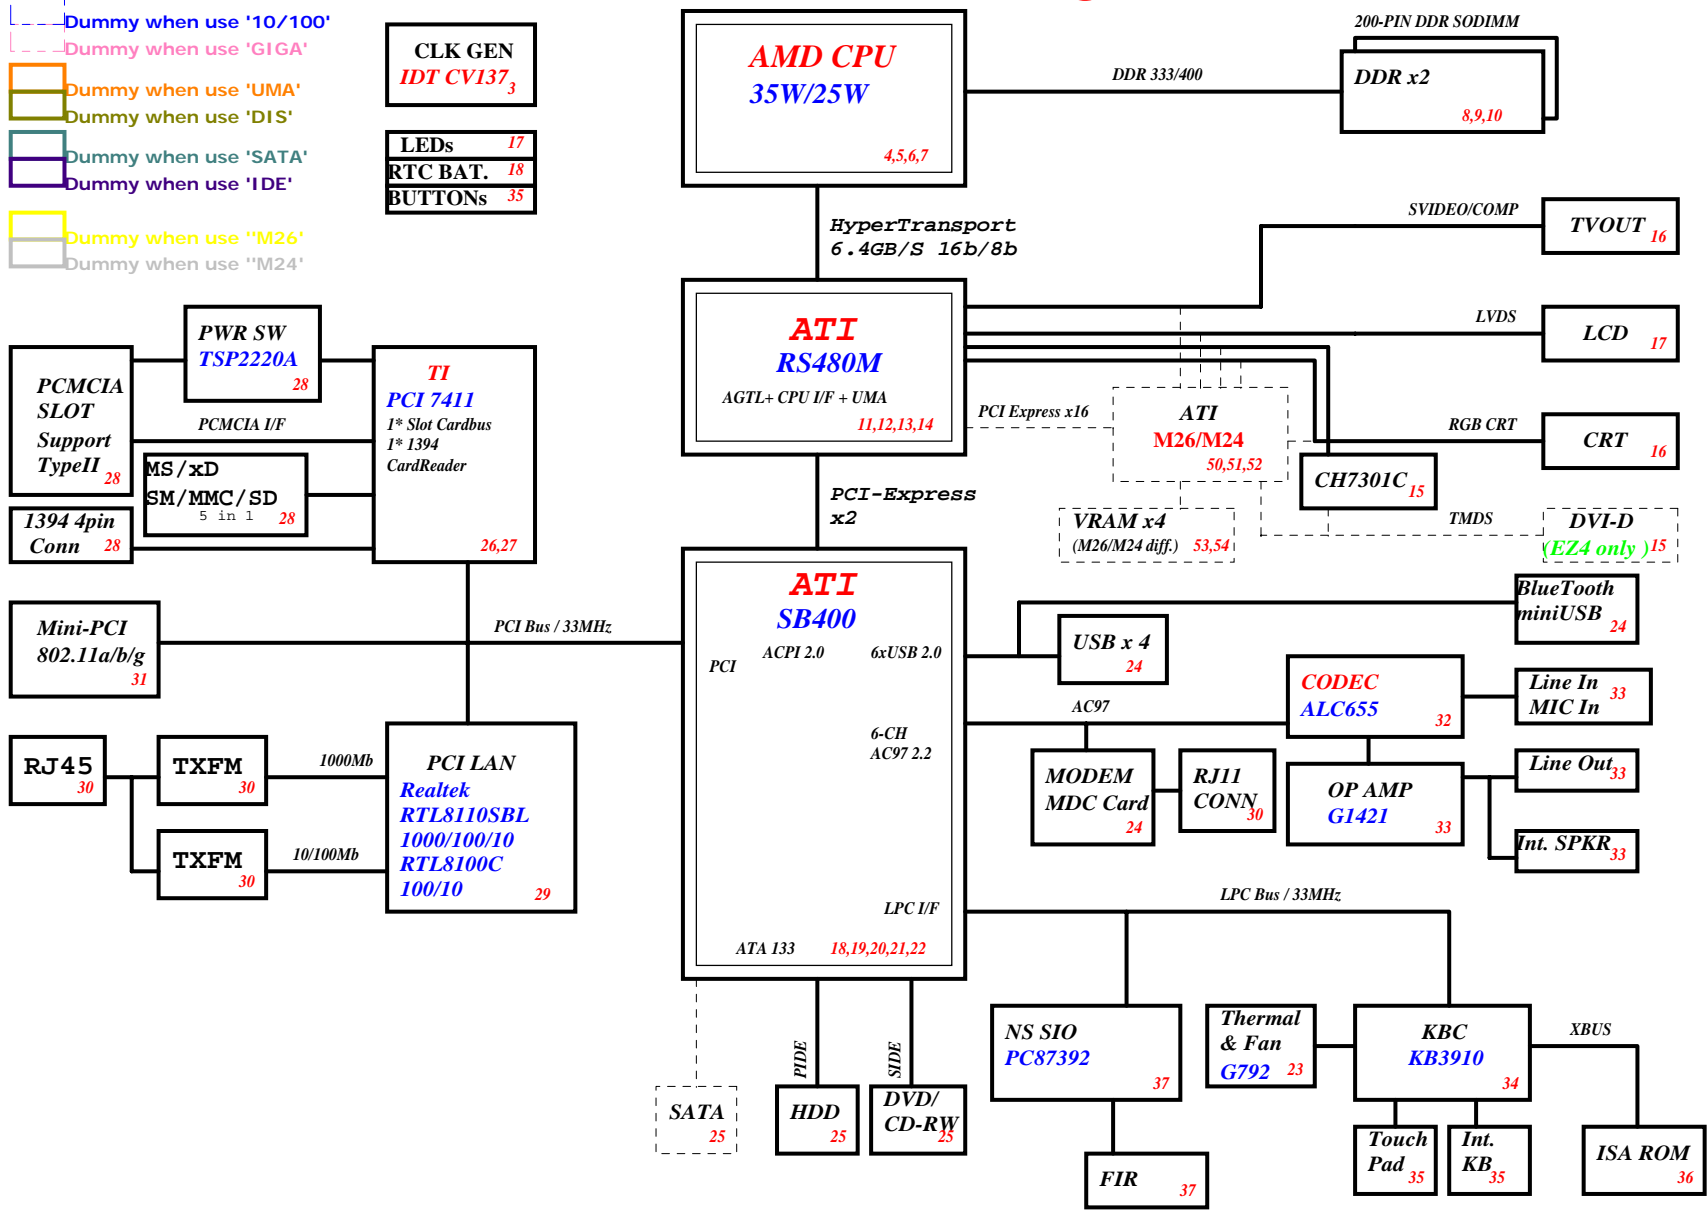 Dummy when use '10/100'
Dummy when use 'GIGA'
Dummy when use 'UMA'
Dummy when use 'DIS'
Dummy when use 'SATA'
Dummy when use 'IDE'
Dummy when use "M26'
Dummy when use "M24'
CLK GEN
IDT CV137
3
LEDs 17
RTC BAT. 18
BUTTONs 35
AMD CPU
35W/25W
4,5,6,7
DDR 333/400
200-PIN DDR SODIMM
DDR x2
8,9,10
HyperTransport
6.4GB/S 16b/8b
ATI
RS480M
AGTL+ CPU I/F + UMA
11,12,13,14
SVIDEO/COMP
TVOUT
16
LVDS
LCD
17
RGB CRT
CRT
16
PCI Express x16
ATI
M26/M24
50,51,52
CH7301C
15
VRAM x4
(M26/M24 diff.) 53,54
TMDS
DVI-D
(EZ4 only ) 15
PWR SW
TSP2220A
28
PCMCIA
SLOT
Support
TypeII
28
PCMCIA I/F
TI
PCI 7411
1* Slot Cardbus
1* 1394
CardReader
26,27
MS/xD
SM/MMC/SD
5 in 1
28
1394 4pin
Conn 28
PCI-Express
x2
ATI
SB400
ACPI 2.0
PCI
6xUSB 2.0
6-CH
AC97 2.2
LPC I/F
ATA 133
18,19,20,21,22
Mini-PCI
802.11a/b/g
31
PCI Bus / 33MHz
BlueTooth
miniUSB
24
USB x 4
24
AC97
CODEC
ALC655
32
Line In
MIC In
33
MODEM
MDC Card
24
RJ11
CONN
30
OP AMP
G1421
33
Line Out
33
Int. SPKR
33
RJ45
30
TXFM
30
1000Mb
TXFM
30
10/100Mb
PCI LAN
Realtek
RTL8110SBL
1000/100/10
RTL8100C
100/10
29
LPC Bus / 33MHz
PIDE
SIDE
SATA
25
HDD
25
DVD/
CD-RW
25
NS SIO
PC87392
37
FIR
37
Thermal
& Fan
G792 23
KBC
KB3910
34
XBUS
Touch
Pad
35
Int.
KB
35
ISA ROM
36